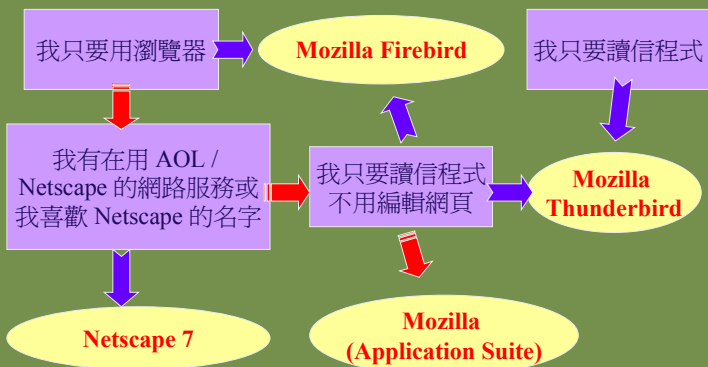 我只要用瀏覽器
Mozilla Firebird
我只要讀信程式
我有在用 AOL /
Netscape 的網路服務或
我喜歡 Netscape 的名字
我只要讀信程式
不用編輯網頁
Mozilla
Thunderbird
Netscape 7
Mozilla
(Application Suite)